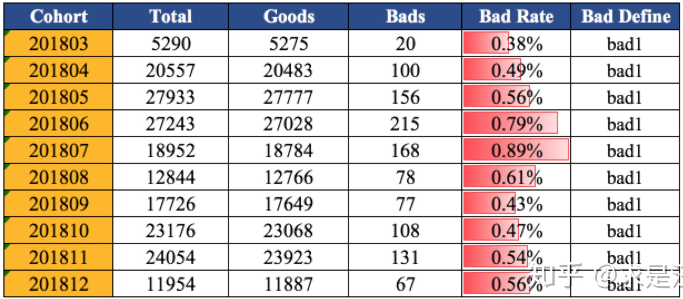 Cohort Total Goods Bads Bad Rate Bad Define
201803 5290 5275 20 0.38% bad1
201804 20557 20483 100 0.49% bad1
201805 27933 27777 156 0.56% bad1
201806 27243 27028 215 0.79% bad1
201807 18952 18784 168 0.89% bad1
201808 12844 12766 78 0.61% bad1
201809 17726 17649 77 0.43% bad1
201810 23176 23068 108 0.47% bad1
201811 24054 23923 131 0.54% bad1
201812 11954 11887 67 0.56% bad1
知乎 @求是